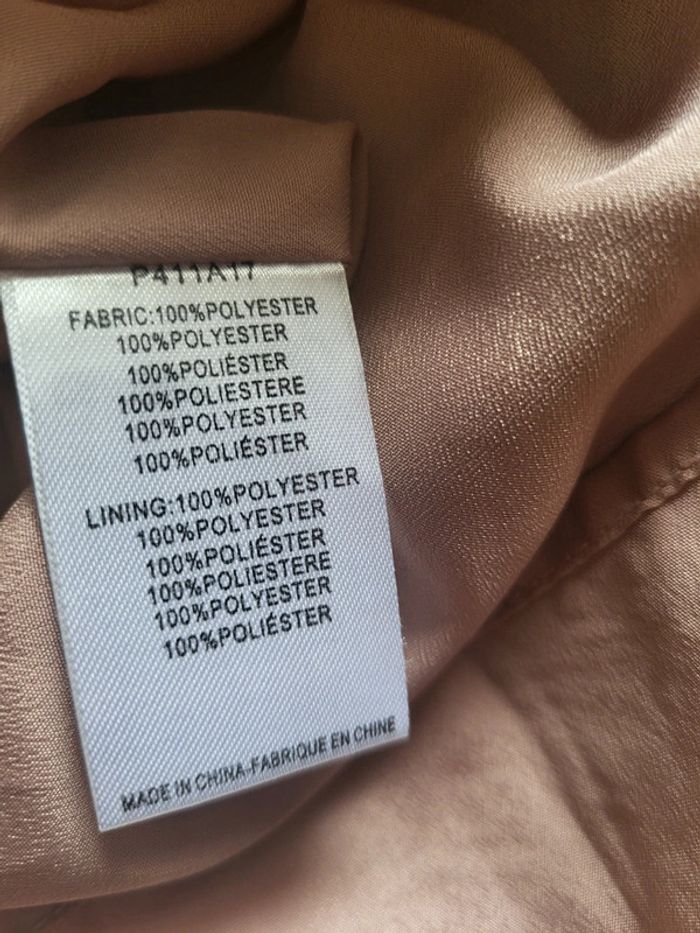 P411A17
FABRIC:100%POLYESTER
100%POLYESTER
100%POLIÉSTER
100%POLIESTERE
100%POLYESTER
100%POLIÉSTER
LINING:100%POLYESTER
100%POLYESTER
100%POLIÉSTER
100%POLIESTERE
100%POLYESTER
100%POLIÉSTER
MADE IN CHINA-FABRIQUE EN CHINE